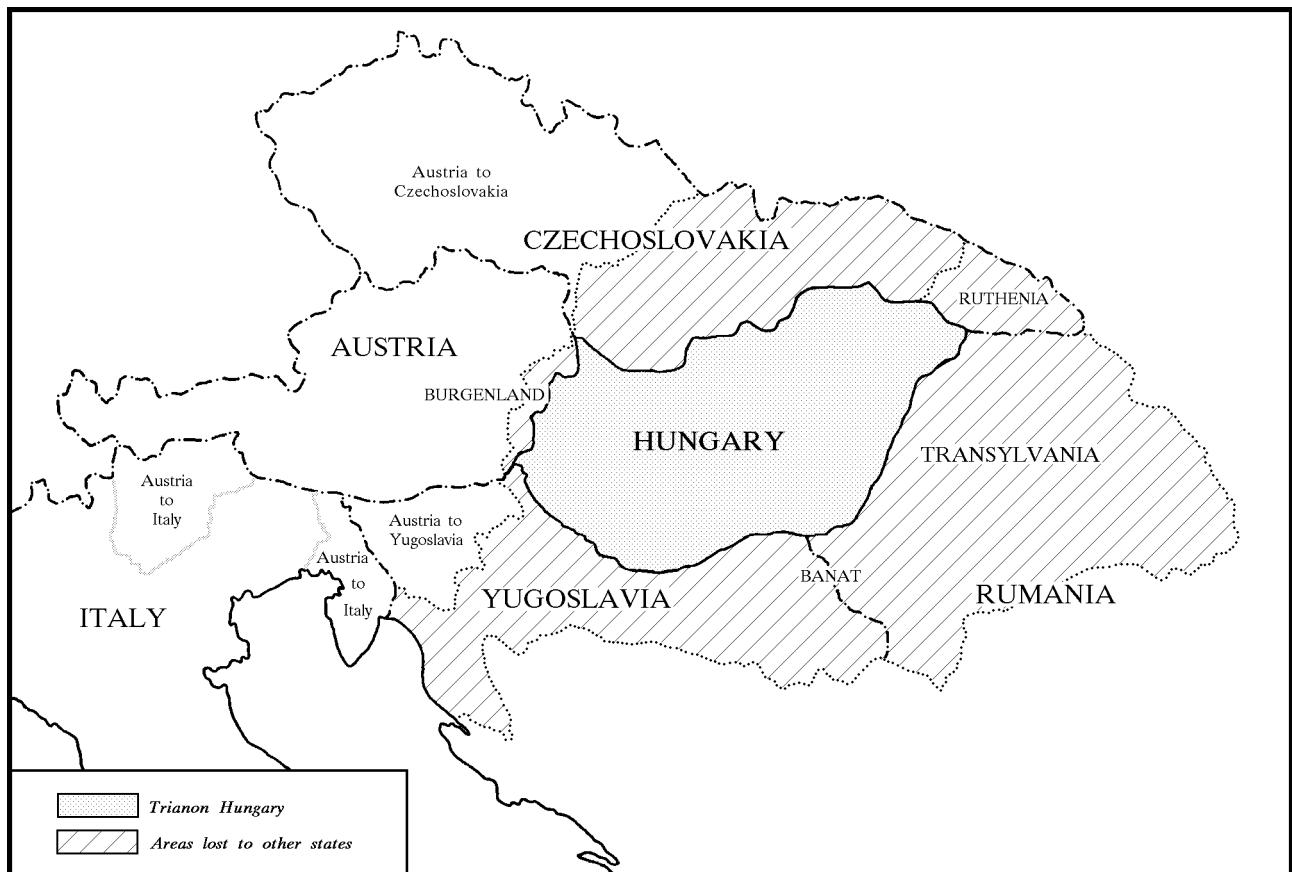 Austria to
Czechoslovakia
CZECHOSLOVAKIA
RUTHENIA
AUSTRIA
BURGENLAND
HUNGARY
TRANSYLVANIA
Austria
to
Italy
Austria to
Yugoslavia
Austria
to
Italy
BANAT
YUGOSLAVIA
RUMANIA
ITALY
Trianon Hungary
Areas lost to other states